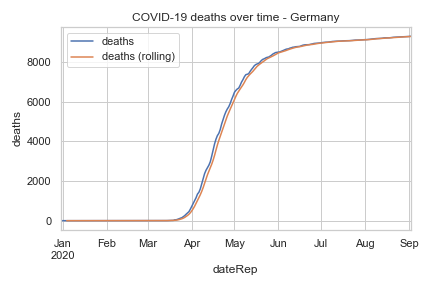 COVID-19 deaths over time - Germany
deaths
deaths (rolling)
deaths
8000
6000
4000
2000
0
Jan Feb Mar Apr May Jun Jul Aug Sep
2020
dateRep